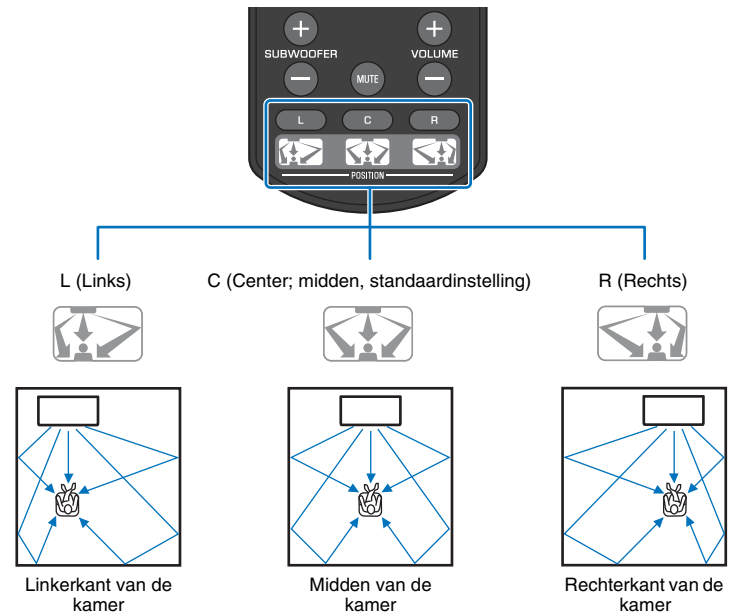 SUBWOOFER VOLUME
MUTE
L C R
POSITION
L (Links) C (Center; midden, standaardinstelling) R (Rechts)
Linkerkant van de
kamer
Midden van de
kamer
Rechterkant van de
kamer